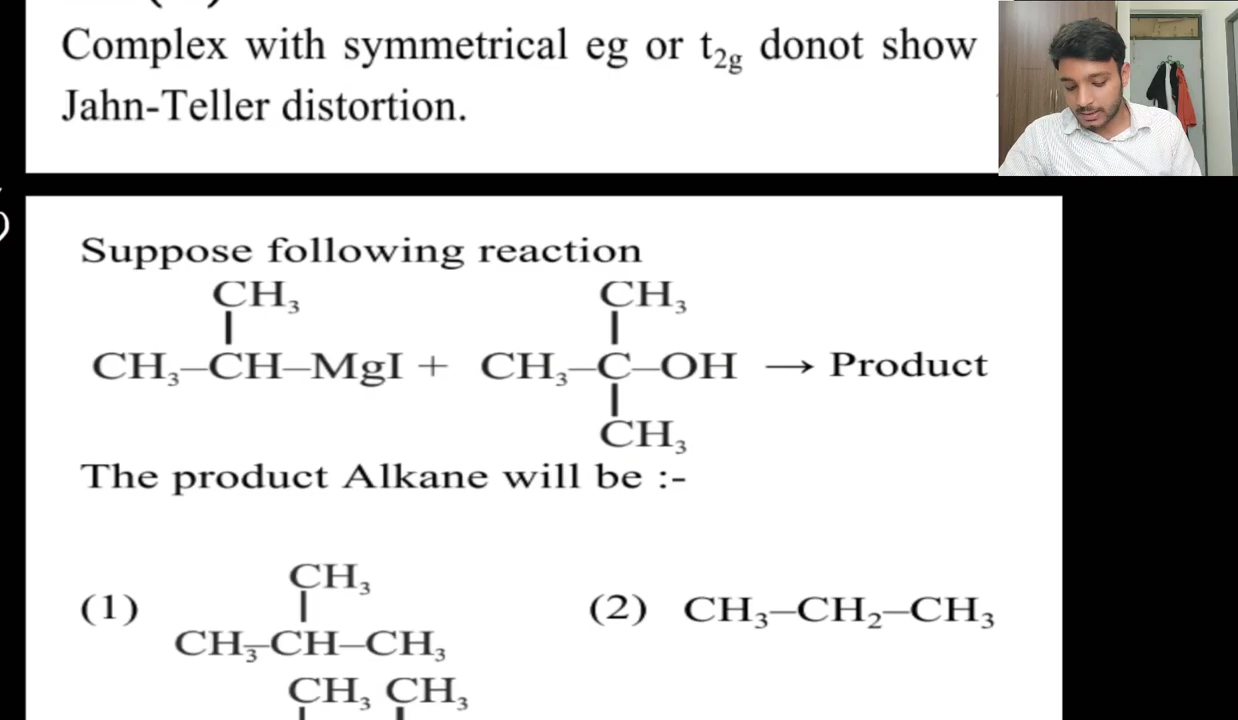 Complex with symmetrical eg or t₂g donot show
Jahn-Teller distortion.
Suppose following reaction
CH₃ CH₃
CH₃–CH–MgI + CH₃–C–OH → Product
CH₃
The product Alkane will be :-
CH₃
(1) (2) CH₃–CH₂–CH₃
CH₃–CH–CH₃
CH₃ CH₃